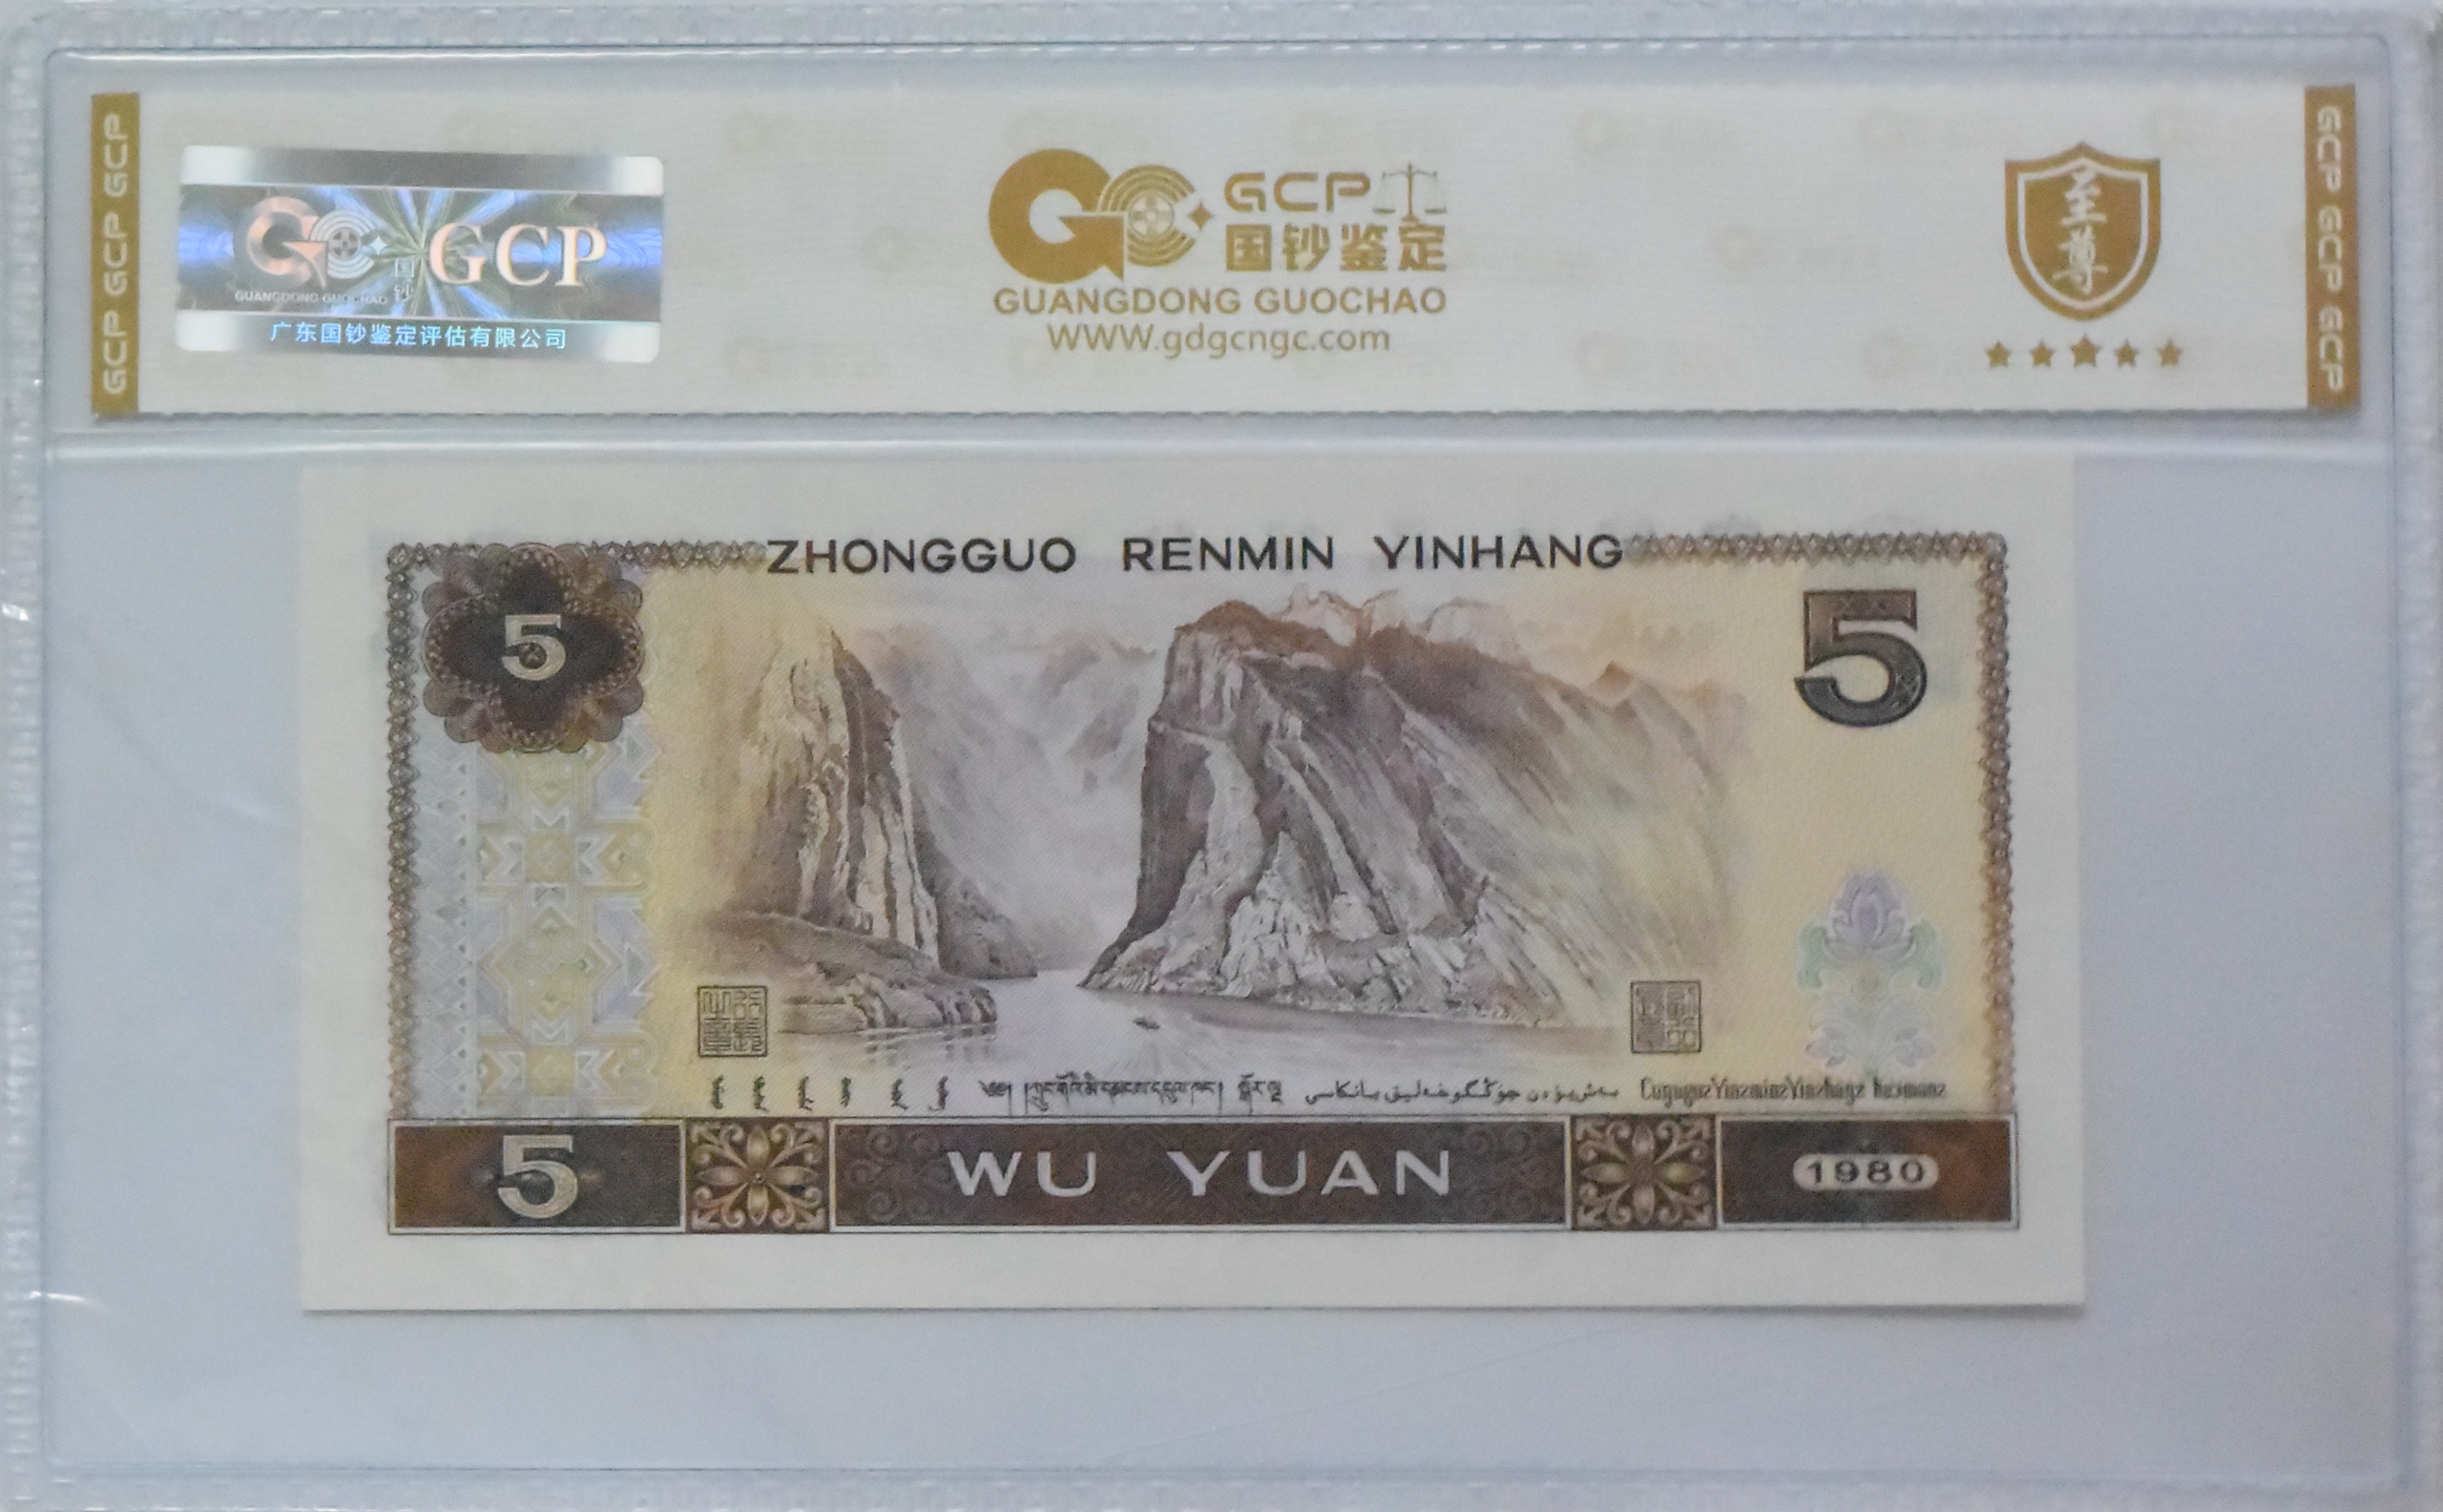 GCP GCP GCP
GCP
国钞
GUANGDONG GUOCHAO
广东国钞鉴定评估有限公司
GCP
国钞鉴定
GUANGDONG GUOCHAO
WWW.gdgcngc.com
至尊
GCP GCP GCP
ZHONGGUO RENMIN YINHANG
5
5
5
WU YUAN
1980